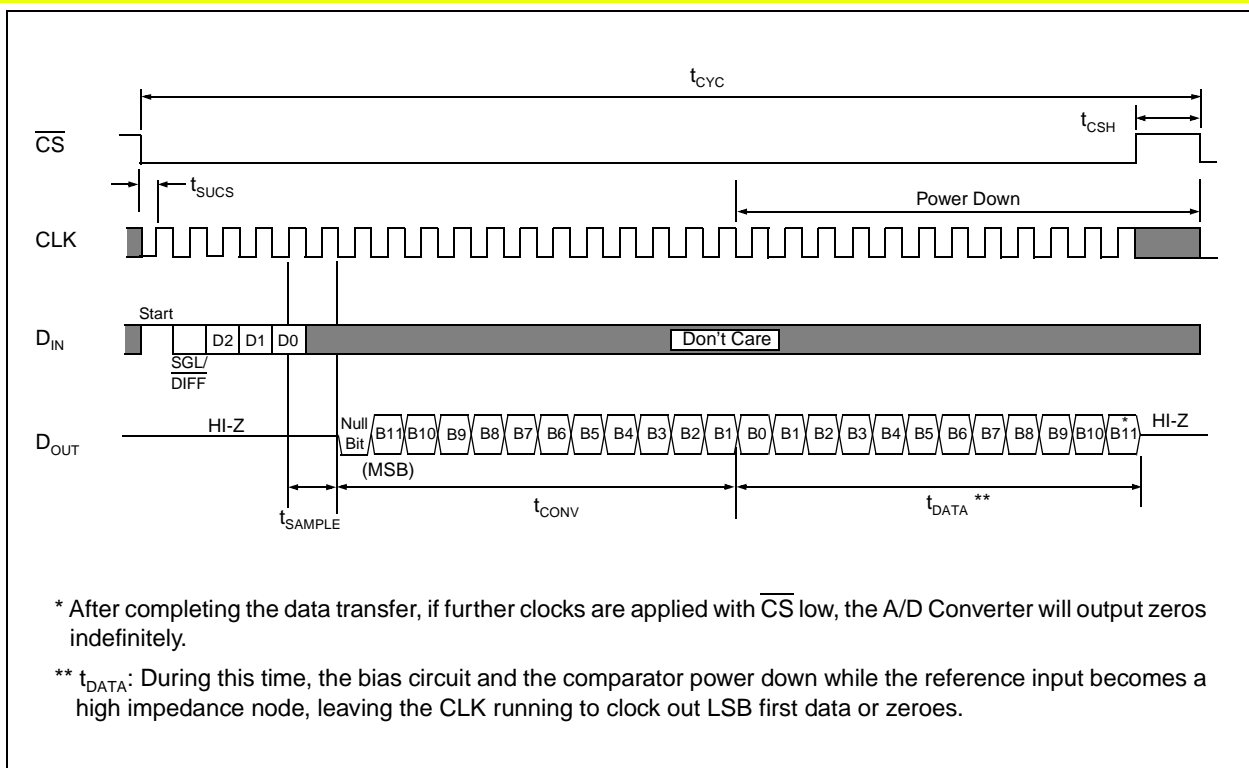 tCYC
tCSH
CS
tSUCS
Power Down
CLK
Start
DIN
D2 D1 D0
Don't Care
SGL/
DIFF
HI-Z
Null
Bit
B11 B10 B9 B8 B7 B6 B5 B4 B3 B2 B1 B0 B1 B2 B3 B4 B5 B6 B7 B8 B9 B10 B11
*
HI-Z
DOUT
(MSB)
tSAMPLE
tCONV
tDATA **
* After completing the data transfer, if further clocks are applied with CS low, the A/D Converter will output zeros
indefinitely.
** tDATA: During this time, the bias circuit and the comparator power down while the reference input becomes a
high impedance node, leaving the CLK running to clock out LSB first data or zeroes.